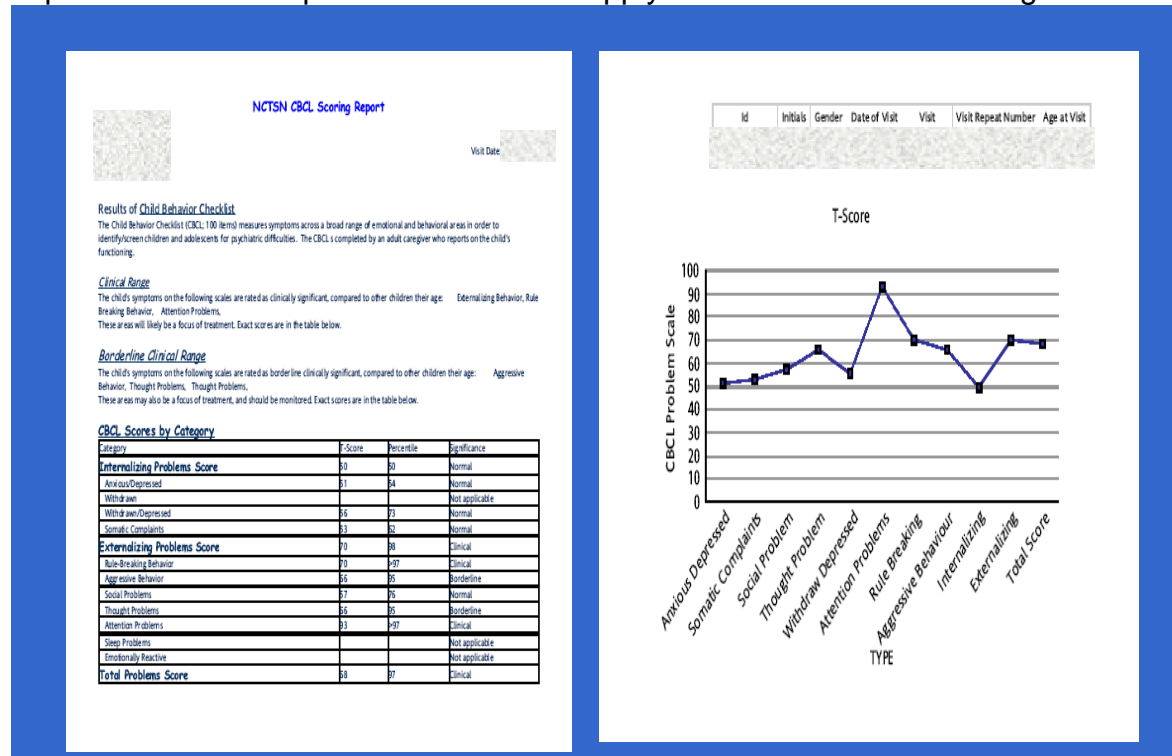 NCTSN CBCL Scoring Report
Visit Date
Results of Child Behavior Checklist
The Child Behavior Checklist (CBCL; 100 items) measures symptoms across a broad range of emotional and behavioral areas in order to
identify/screen children and adolescents for psychiatric difficulties. The CBCL s completed by an adult caregiver who reports on the child's
functioning.
Clinical Range
The child's symptoms on the following scales are rated as clinically significant, compared to other children their age: Externalizing Behavior, Rule
Breaking Behavior, Attention Problems,
These areas will likely be a focus of treatment. Exact scores are in the table below.
Borderline Clinical Range
The child's symptoms on the following scales are rated as borderline clinically significant, compared to other children their age: Aggressive
Behavior, Thought Problems, Thought Problems,
These areas may also be a focus of treatment, and should be monitored. Exact scores are in the table below.
CBCL Scores by Category
Category T-Score Percentile Significance
Internalizing Problems Score 50 50 Normal
Anxious/Depressed 51 54 Normal
Withdrawn Not applicable
Withdrawn/Depressed 56 73 Normal
Somatic Complaints 53 62 Normal
Externalizing Problems Score 70 98 Clinical
Rule-Breaking Behavior 70 >97 Clinical
Aggressive Behavior 66 95 Borderline
Social Problems 57 76 Normal
Thought Problems 66 95 Borderline
Attention Problems 93 >97 Clinical
Sleep Problems Not applicable
Emotionally Reactive Not applicable
Total Problems Score 68 97 Clinical
Id Initials Gender Date of Visit Visit Visit Repeat Number Age at Visit
T-Score
CBCL Problem Scale
100
90
80
70
60
50
40
30
20
10
0
Anxious Depressed
Somatic Complaints
Social Problem
Thought Problem
Withdraw Depressed
Attention Problems
Rule Breaking
Aggressive Behaviour
Internalizing
Externalizing
Total Score
TYPE